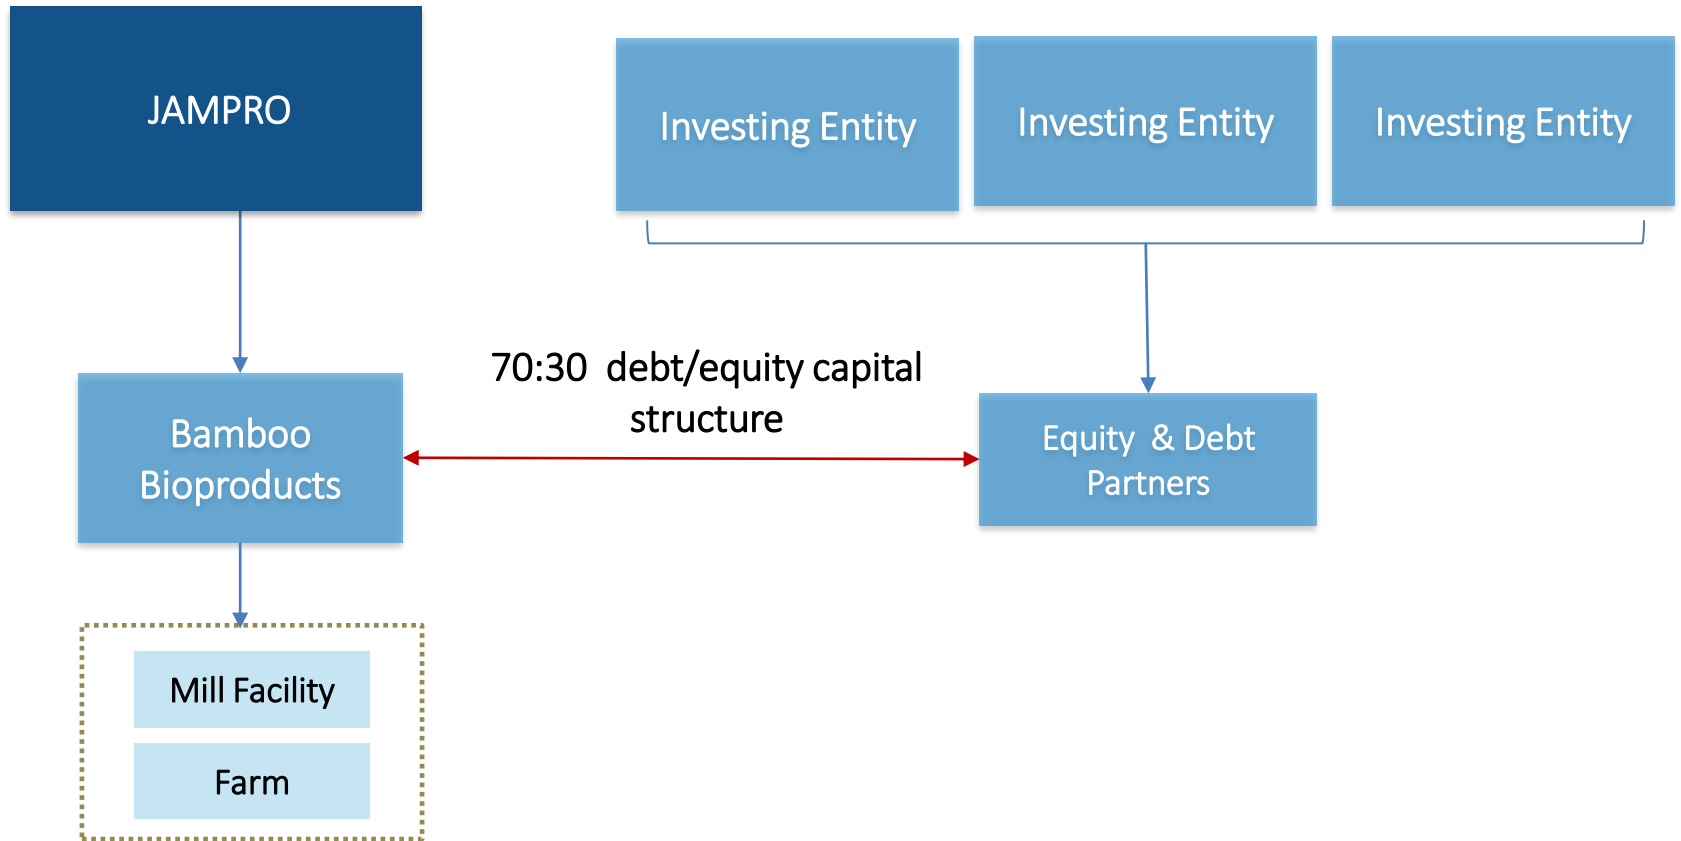 JAMPRO
Investing Entity
Investing Entity
Investing Entity
70:30  debt/equity capital
structure
Bamboo
Bioproducts
Equity  & Debt
Partners
Mill Facility
Farm